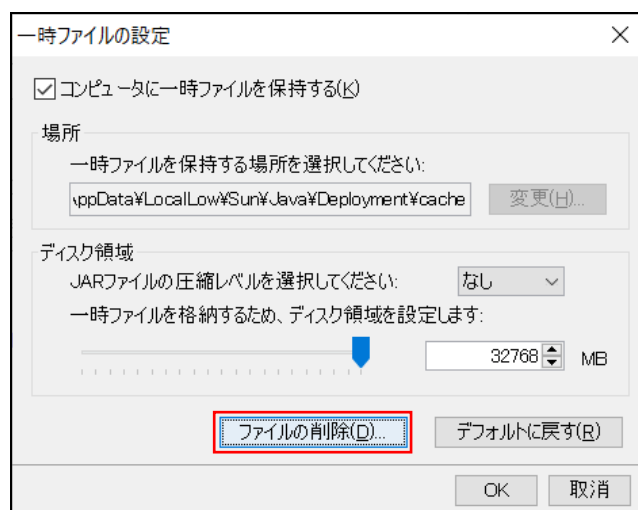 一時ファイルの設定
コンピュータに一時ファイルを保持する(K)
場所
一時ファイルを保持する場所を選択してください:
\ppData¥LocalLow¥Sun¥Java¥Deployment¥cache 変更(H)...
ディスク領域
JARファイルの圧縮レベルを選択してください: なし
一時ファイルを格納するため、ディスク領域を設定します:
32768 MB
ファイルの削除(D)... デフォルトに戻す(R)
OK 取消